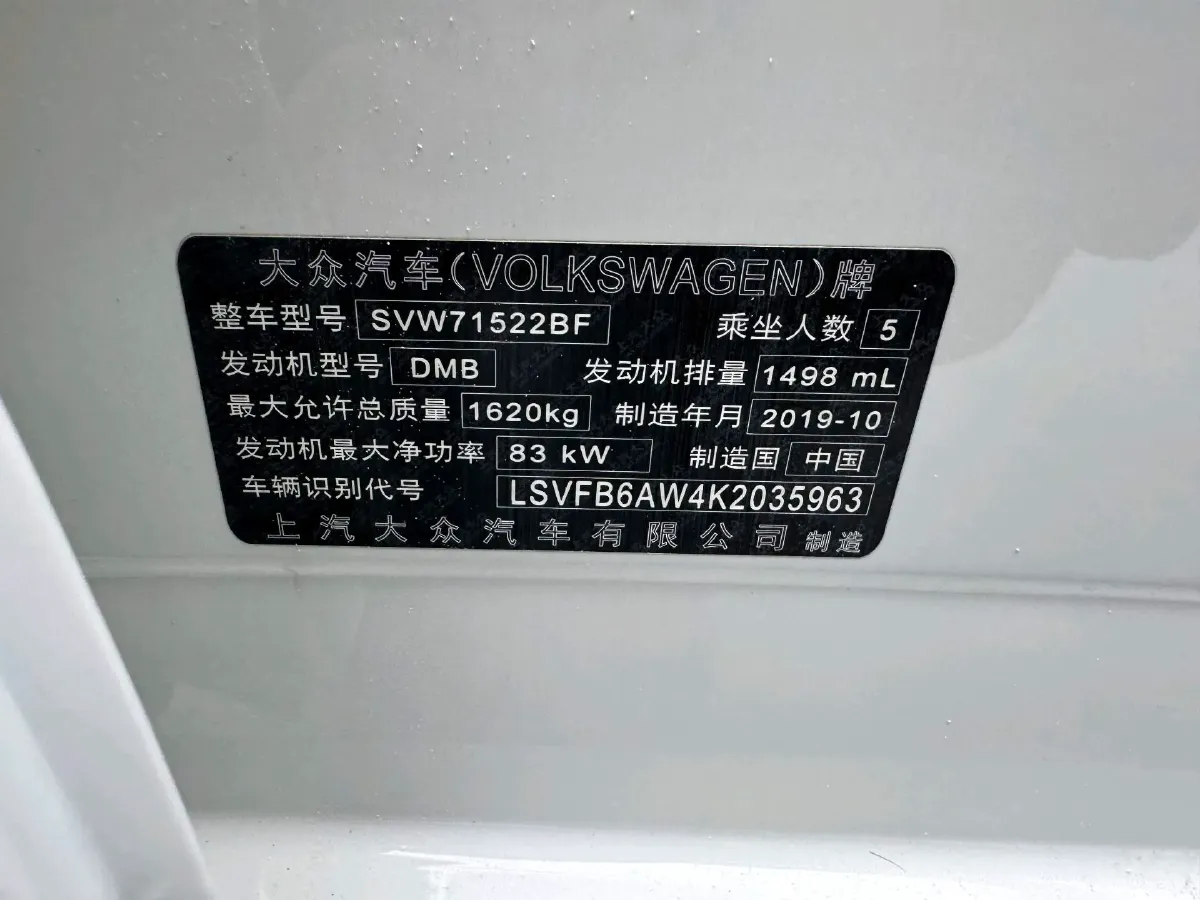 大众汽车(VOLKSWAGEN)牌
整车型号 SVW71522BF 乘坐人数 5
发动机型号 DMB 发动机排量 1498 mL
最大允许总质量 1620kg 制造年月 2019-10
发动机最大净功率 83 kW 制造国 中国
车辆识别代号 LSVFB6AW4K2035963
上汽大众汽车有限公司 制造